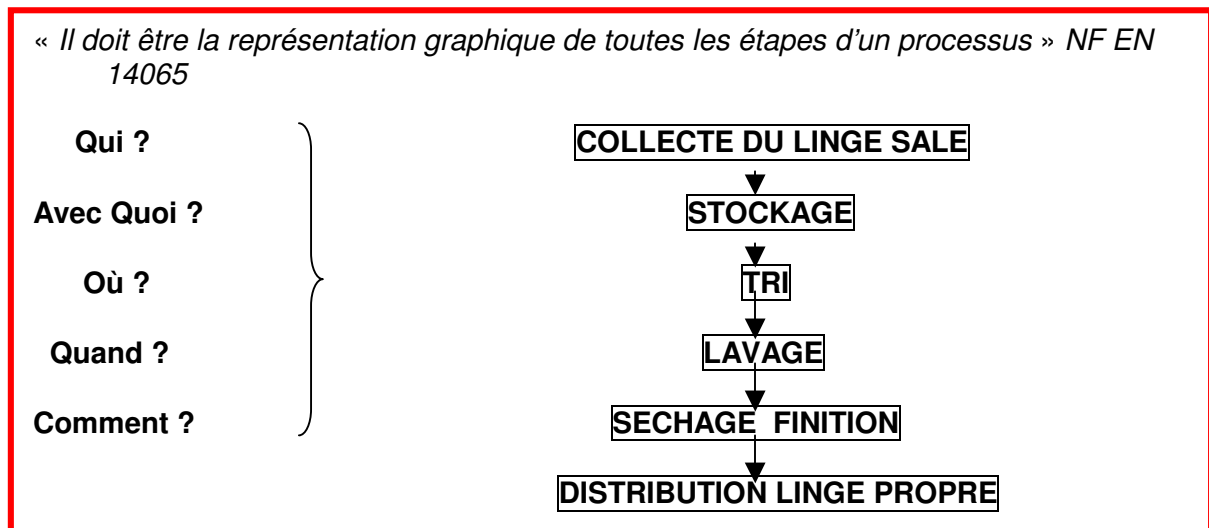 « Il doit être la représentation graphique de toutes les étapes d'un processus » NF EN
14065
Qui ?
Avec Quoi ?
Où ?
Quand ?
Comment ?
COLLECTE DU LINGE SALE
STOCKAGE
TRI
LAVAGE
SECHAGE FINITION
DISTRIBUTION LINGE PROPRE